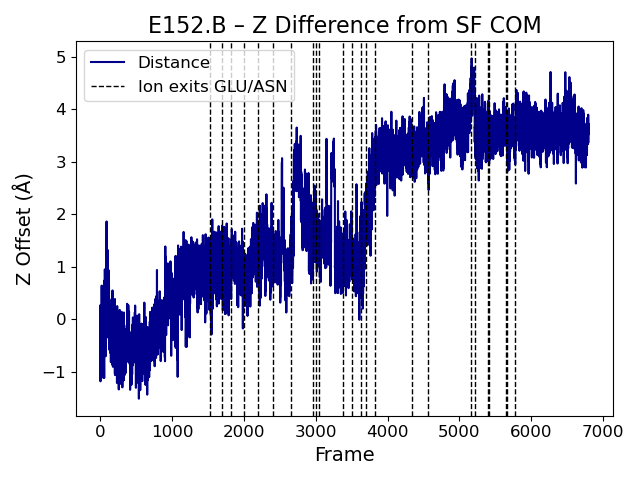 E152.B – Z Difference from SF COM
Distance
Ion exits GLU/ASN
Z Offset (Å)
5
4
3
2
1
0
−1
0 1000 2000 3000 4000 5000 6000 7000
Frame